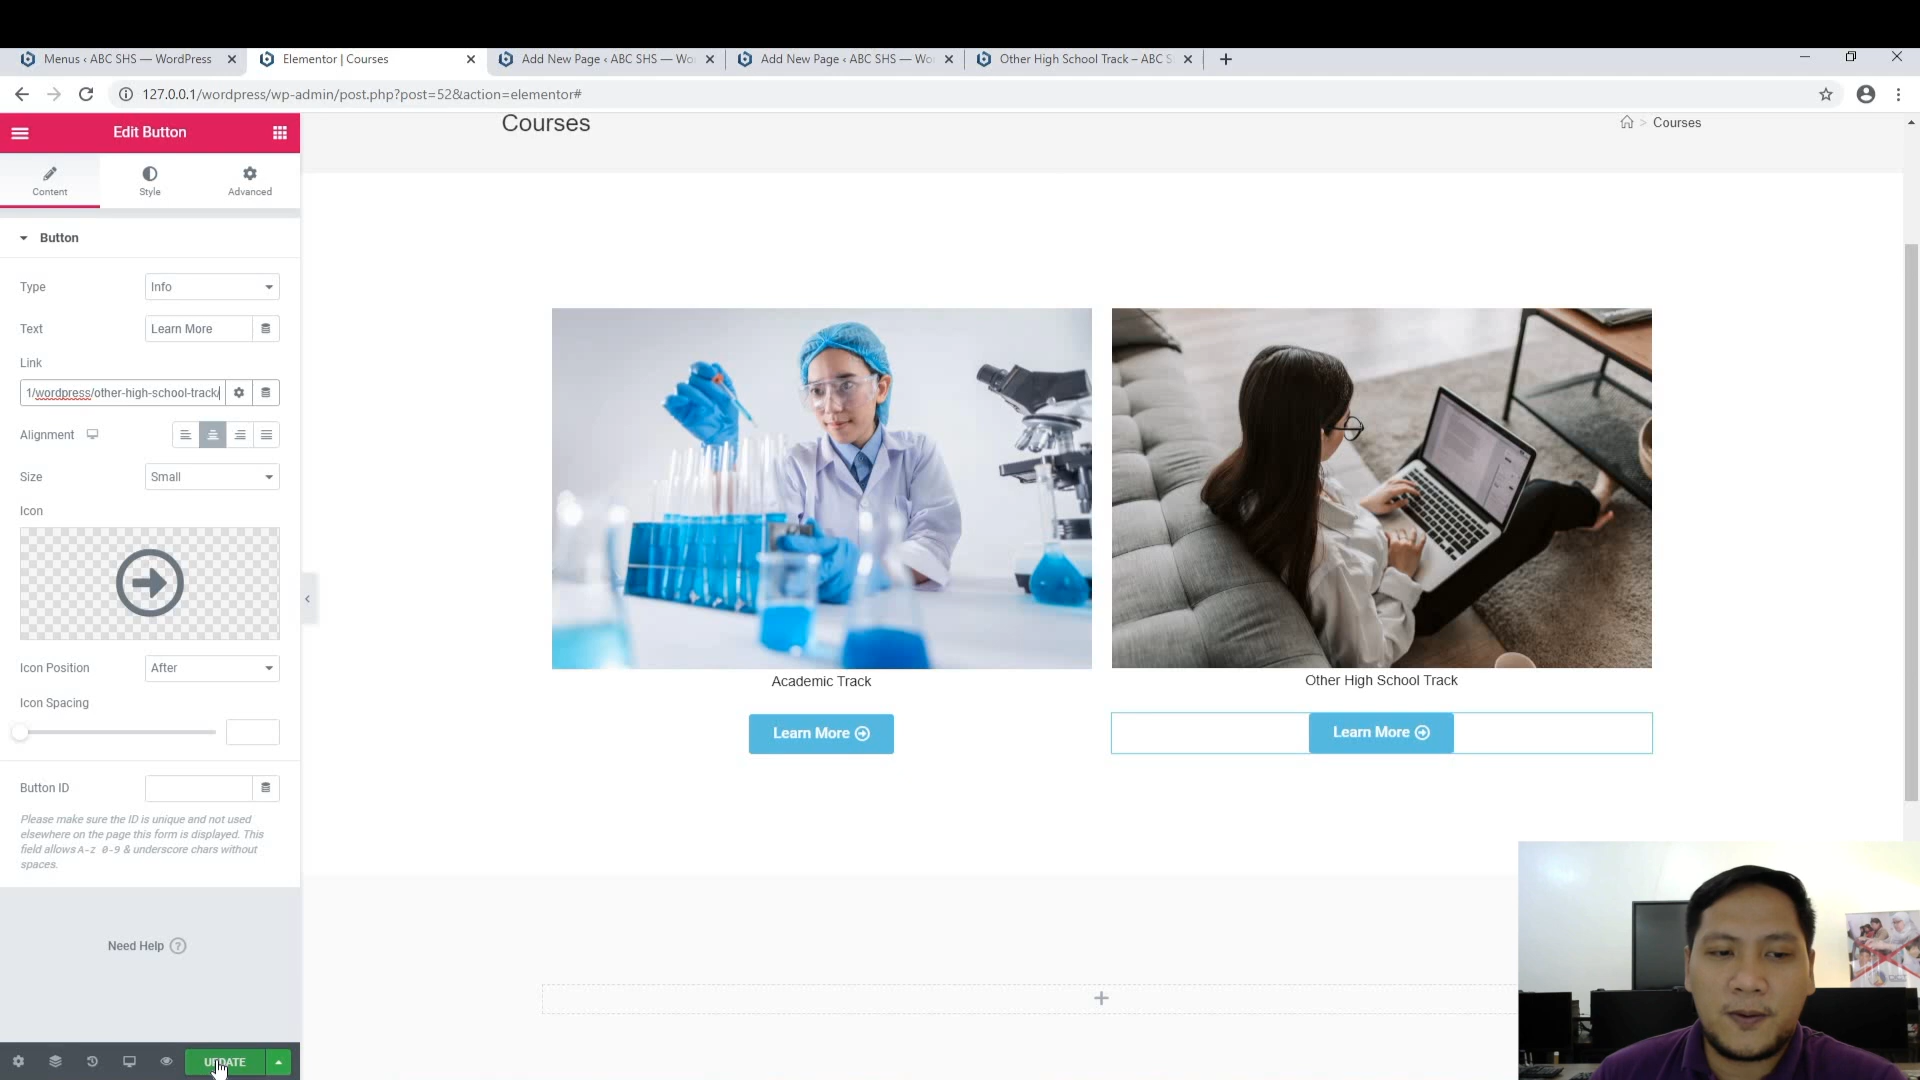 Menus ‹ ABC SHS — WordPress
Elementor | Courses
Add New Page ‹ ABC SHS — Wo
Add New Page ‹ ABC SHS — Wo
Other High School Track – ABC S
127.0.0.1/wordpress/wp-admin/post.php?post=52&action=elementor#
Edit Button
Courses
> Courses
Content
Style
Advanced
Button
Type
Info
Text
Learn More
Link
1/wordpress/other-high-school-track/
Alignment
Size
Small
Icon
Icon Position
After
Icon Spacing
Button ID
Please make sure the ID is unique and not used
elsewhere on the page this form is displayed. This
field allows A-z 0-9 & underscore chars without
spaces.
Need Help ?
UPDATE
Academic Track
Other High School Track
Learn More
Learn More